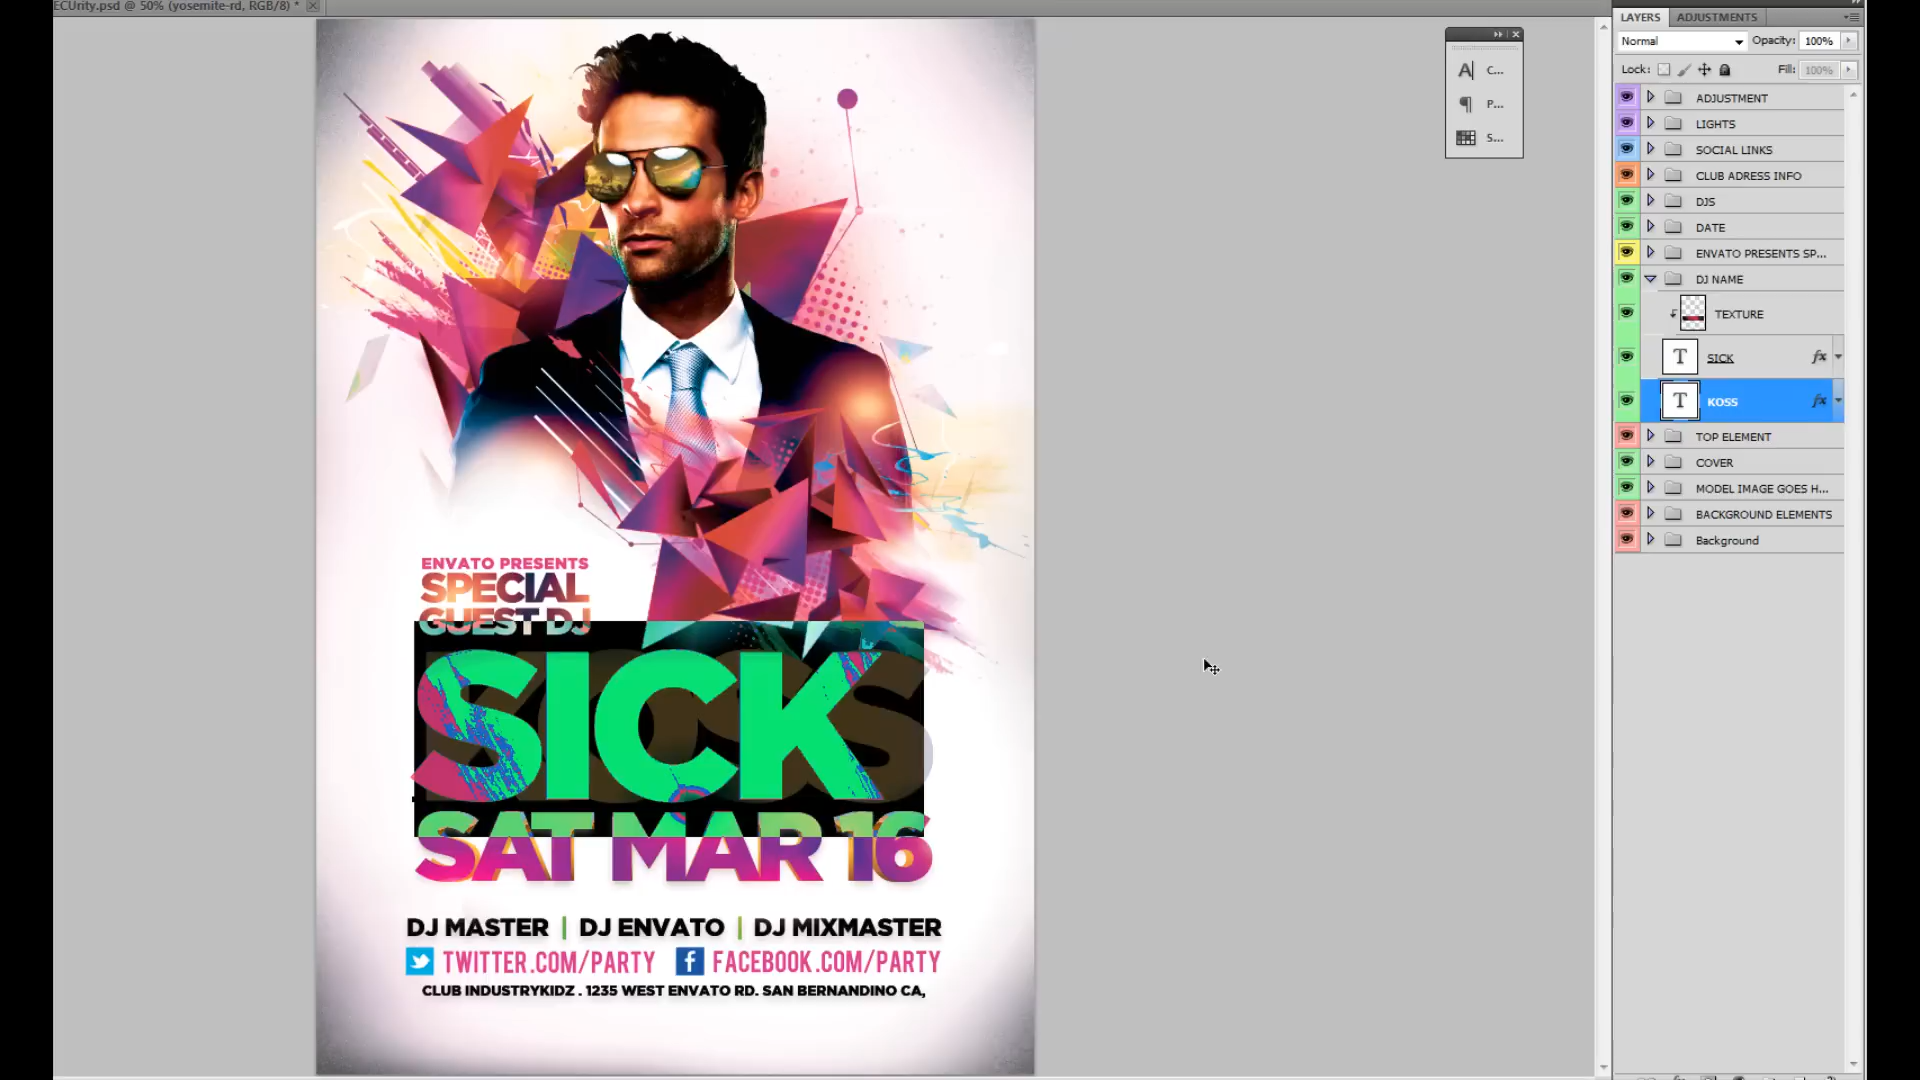 ECUrity.psd @ 50% (yosemite-rd, RGB/8) *
C...
P...
S...
LAYERS
ADJUSTMENTS
Normal
Opacity: 100%
Lock:
Fill: 100%
ADJUSTMENT
LIGHTS
SOCIAL LINKS
CLUB ADRESS INFO
DJS
DATE
ENVATO PRESENTS SP...
DJ NAME
TEXTURE
T SICK fx
T KOSS fx
TOP ELEMENT
COVER
MODEL IMAGE GOES H...
BACKGROUND ELEMENTS
Background
ENVATO PRESENTS
SPECIAL
GUEST DJ
SICK
SAT MAR 16
DJ MASTER | DJ ENVATO | DJ MIXMASTER
TWITTER.COM/PARTY f FACEBOOK.COM/PARTY
CLUB INDUSTRYKIDZ . 1235 WEST ENVATO RD. SAN BERNANDINO CA,